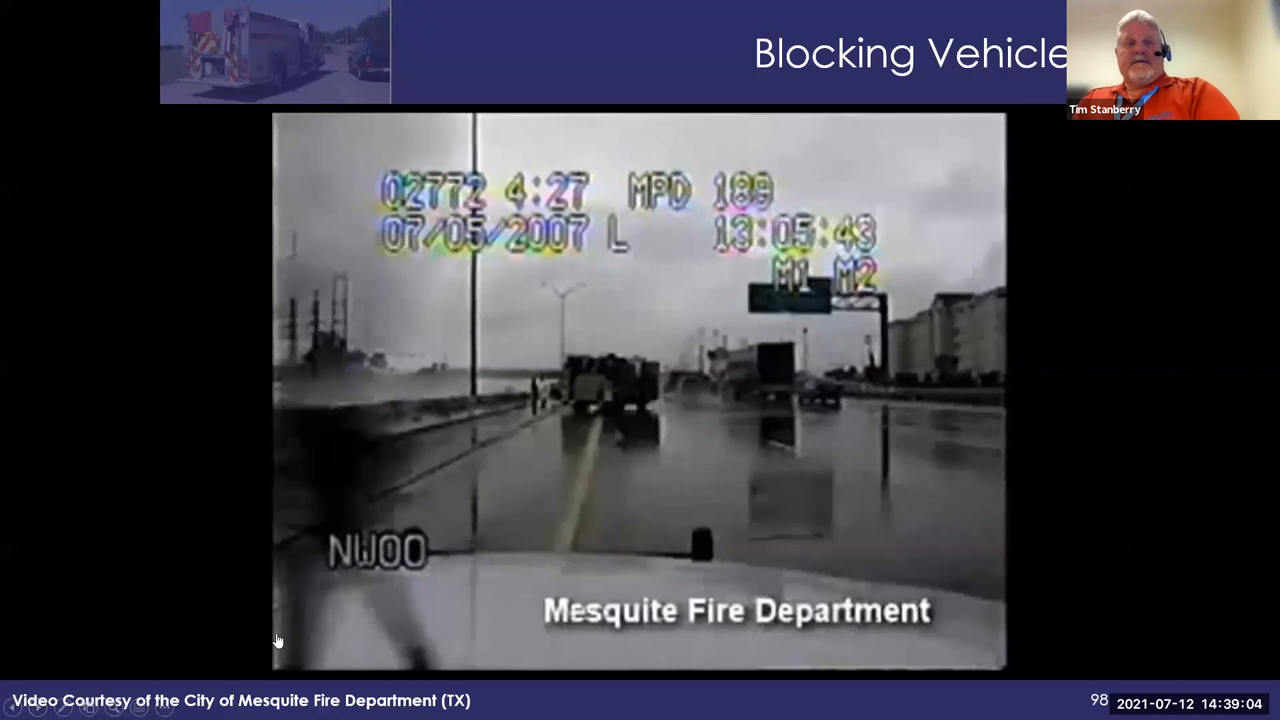 Blocking Vehicle
Tim Stanberry
02772 4:27 MPD 189
07/05/2007 L 13:05:43
M1 M2
NW00
Mesquite Fire Department
Video Courtesy of the City of Mesquite Fire Department (TX)
98
2021-07-12 14:39:04